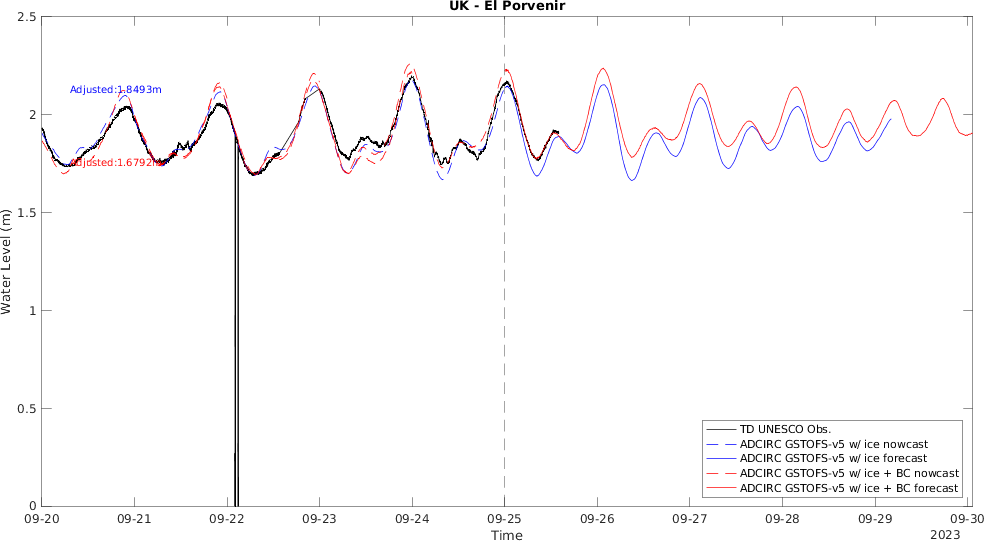 UK - El Porvenir
2.5
2
1.5
1
0.5
0
Water Level (m)
Adjusted:1.8493m
Adjusted:1.6792m
TD UNESCO Obs.
ADCIRC GSTOFS-v5 w/ ice nowcast
ADCIRC GSTOFS-v5 w/ ice forecast
ADCIRC GSTOFS-v5 w/ ice + BC nowcast
ADCIRC GSTOFS-v5 w/ ice + BC forecast
09-20 09-21 09-22 09-23 09-24 09-25 09-26 09-27 09-28 09-29 09-30
Time
2023